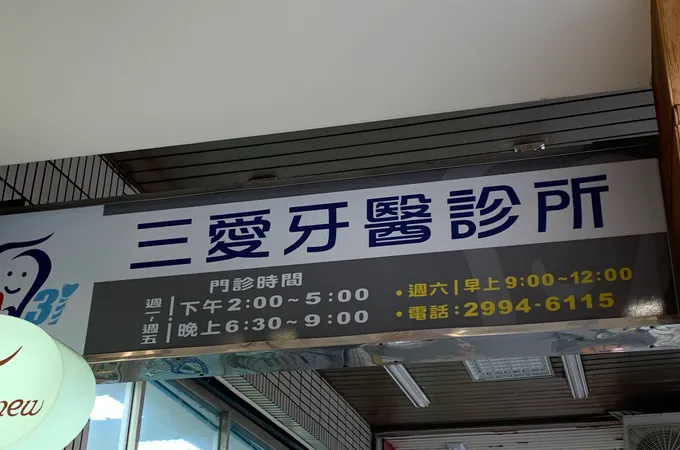 三愛牙醫診所
門診時間
週一~週五
下午2:00~5:00
晚上6:30~9:00
•週六|早上9:00~12:00
•電話:2994-6115
3
new